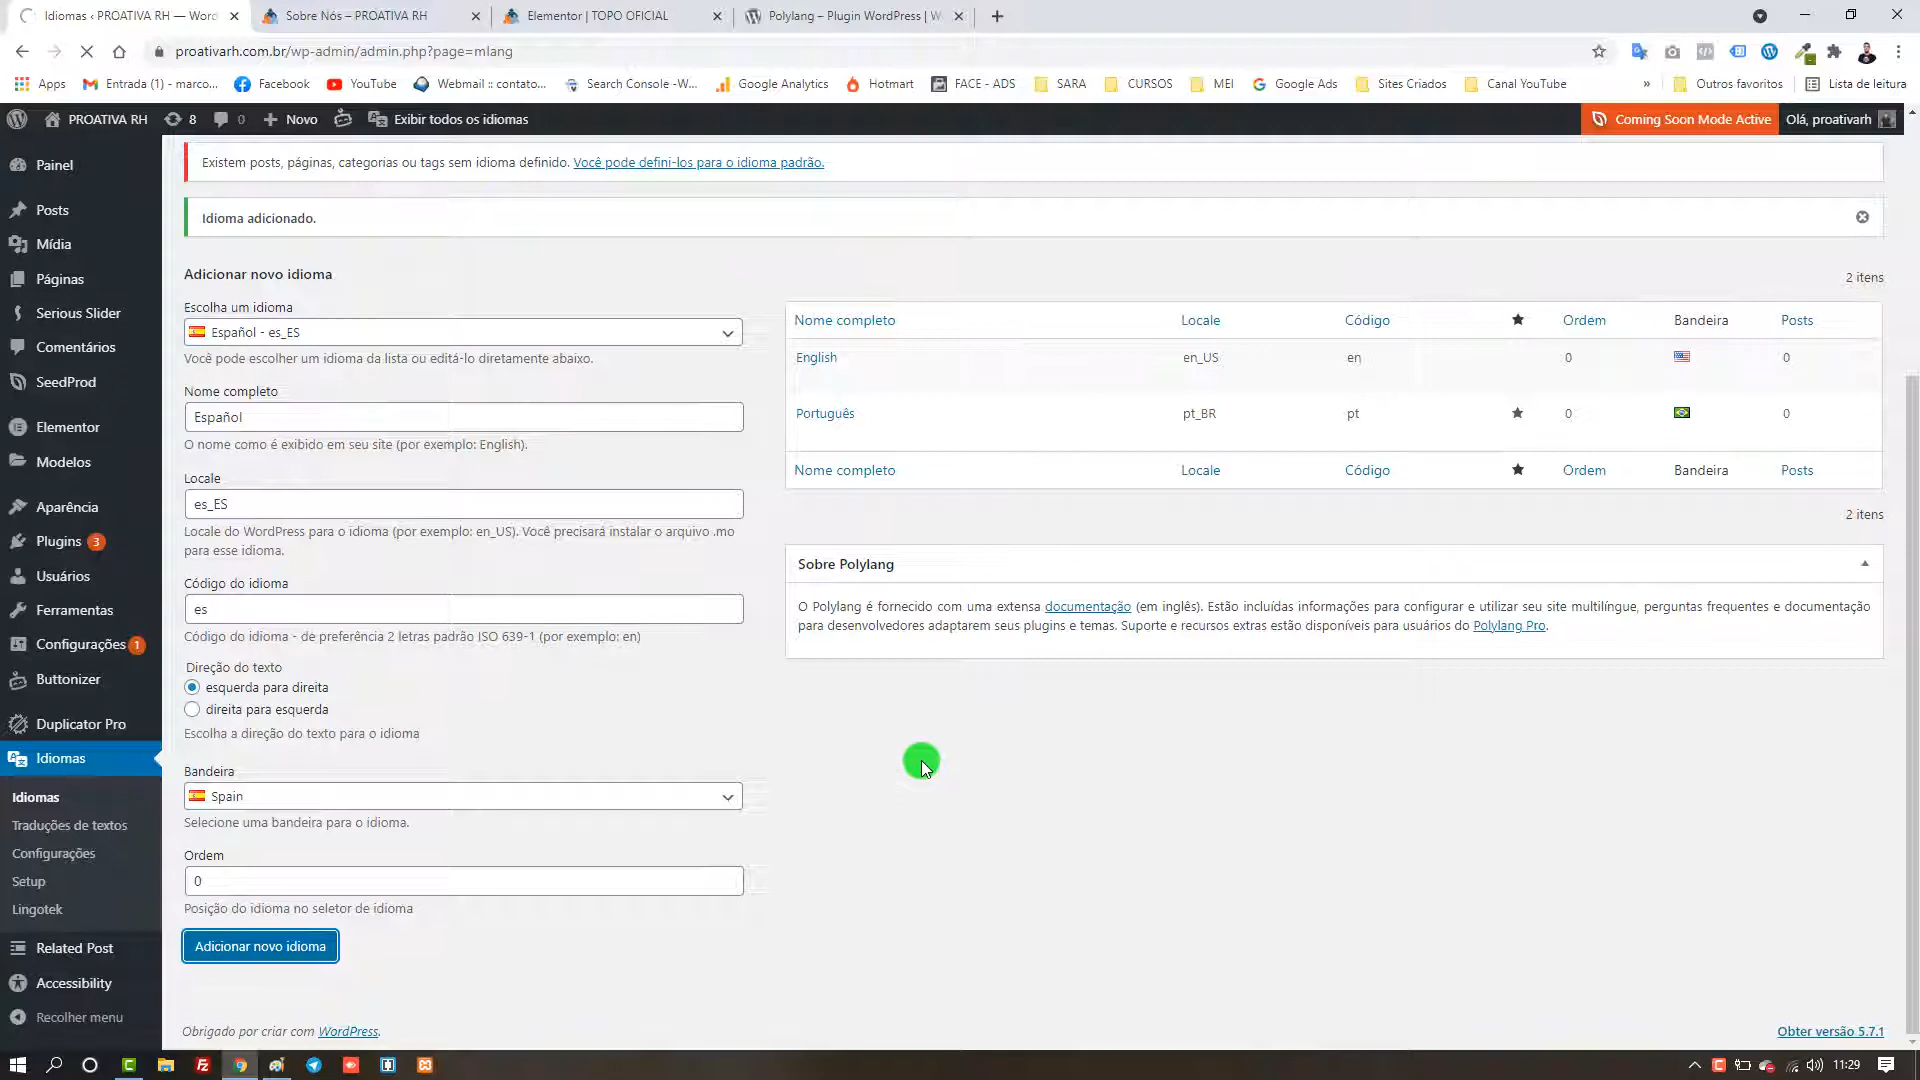 Idiomas ‹ PROATIVA RH — Word
Sobre Nós – PROATIVA RH
Elementor | TOPO OFICIAL
Polylang – Plugin WordPress | W
proativarh.com.br/wp-admin/admin.php?page=mlang
Apps
Entrada (1) - marco...
Facebook
YouTube
Webmail :: contato...
Search Console -W...
Google Analytics
Hotmart
FACE - ADS
SARA
CURSOS
MEI
Google Ads
Sites Criados
Canal YouTube
»
Outros favoritos
Lista de leitura
PROATIVA RH
8
0
Novo
Exibir todos os idiomas
Coming Soon Mode Active
Olá, proativarh
Painel
Posts
Mídia
Páginas
Serious Slider
Comentários
SeedProd
Elementor
Modelos
Aparência
Plugins 3
Usuários
Ferramentas
Configurações 1
Buttonizer
Duplicator Pro
Idiomas
Idiomas
Traduções de textos
Configurações
Setup
Lingotek
Related Post
Accessibility
Recolher menu
Existem posts, páginas, categorias ou tags sem idioma definido. Você pode defini-los para o idioma padrão.
Idioma adicionado.
Adicionar novo idioma
Escolha um idioma
Español - es_ES
Você pode escolher um idioma da lista ou editá-lo diretamente abaixo.
Nome completo
Español
O nome como é exibido em seu site (por exemplo: English).
Locale
es_ES
Locale do WordPress para o idioma (por exemplo: en_US). Você precisará instalar o arquivo .mo
para esse idioma.
Código do idioma
es
Código do idioma - de preferência 2 letras padrão ISO 639-1 (por exemplo: en)
Direção do texto
esquerda para direita
direita para esquerda
Escolha a direção do texto para o idioma
Bandeira
Spain
Selecione uma bandeira para o idioma.
Ordem
0
Posição do idioma no seletor de idioma
Adicionar novo idioma
2 itens
Nome completo Locale Código Ordem Bandeira Posts
English en_US en 0 0
Português pt_BR pt 0 0
Nome completo Locale Código Ordem Bandeira Posts
2 itens
Sobre Polylang
O Polylang é fornecido com uma extensa documentação (em inglês). Estão incluídas informações para configurar e utilizar seu site multilíngue, perguntas frequentes e documentação
para desenvolvedores adaptarem seus plugins e temas. Suporte e recursos extras estão disponíveis para usuários do Polylang Pro.
Obrigado por criar com WordPress.
Obter versão 5.7.1
11:29